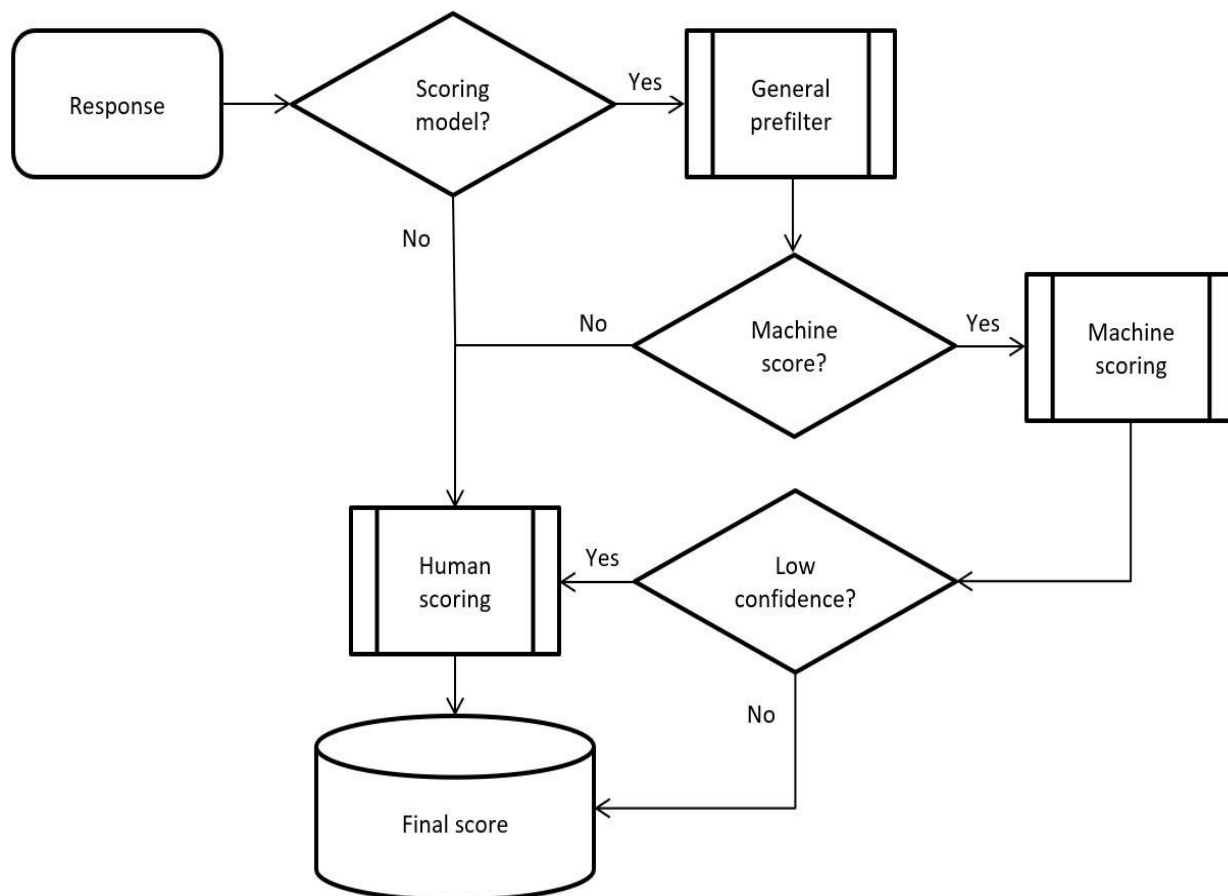 Response
Scoring
model?
Yes
General
prefilter
No
No
Machine
score?
Yes
Machine
scoring
Human
scoring
Yes
Low
confidence?
No
Final score